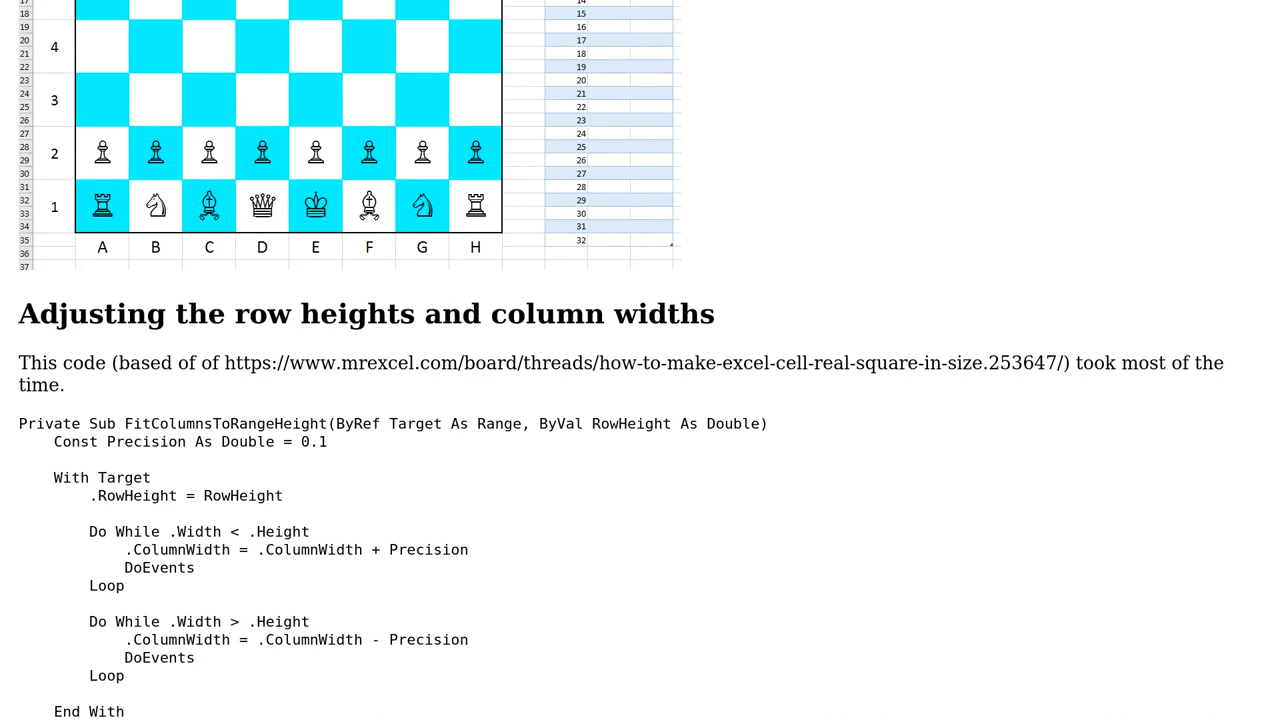 17 14
18 15
19 16
20 4 17
21 18
22 19
23 20
24 3 21
25 22
26 23
27 24
28 2 25
29 26
30 27
31 28
32 1 29
33 30
34 31
35 32
36 A B C D E F G H
37
Adjusting the row heights and column widths
This code (based of of https://www.mrexcel.com/board/threads/how-to-make-excel-cell-real-square-in-size.253647/) took most of the
time.
Private Sub FitColumnsToRangeHeight(ByRef Target As Range, ByVal RowHeight As Double)
    Const Precision As Double = 0.1
    With Target
        .RowHeight = RowHeight
        Do While .Width < .Height
            .ColumnWidth = .ColumnWidth + Precision
            DoEvents
        Loop
        Do While .Width > .Height
            .ColumnWidth = .ColumnWidth - Precision
            DoEvents
        Loop
    End With